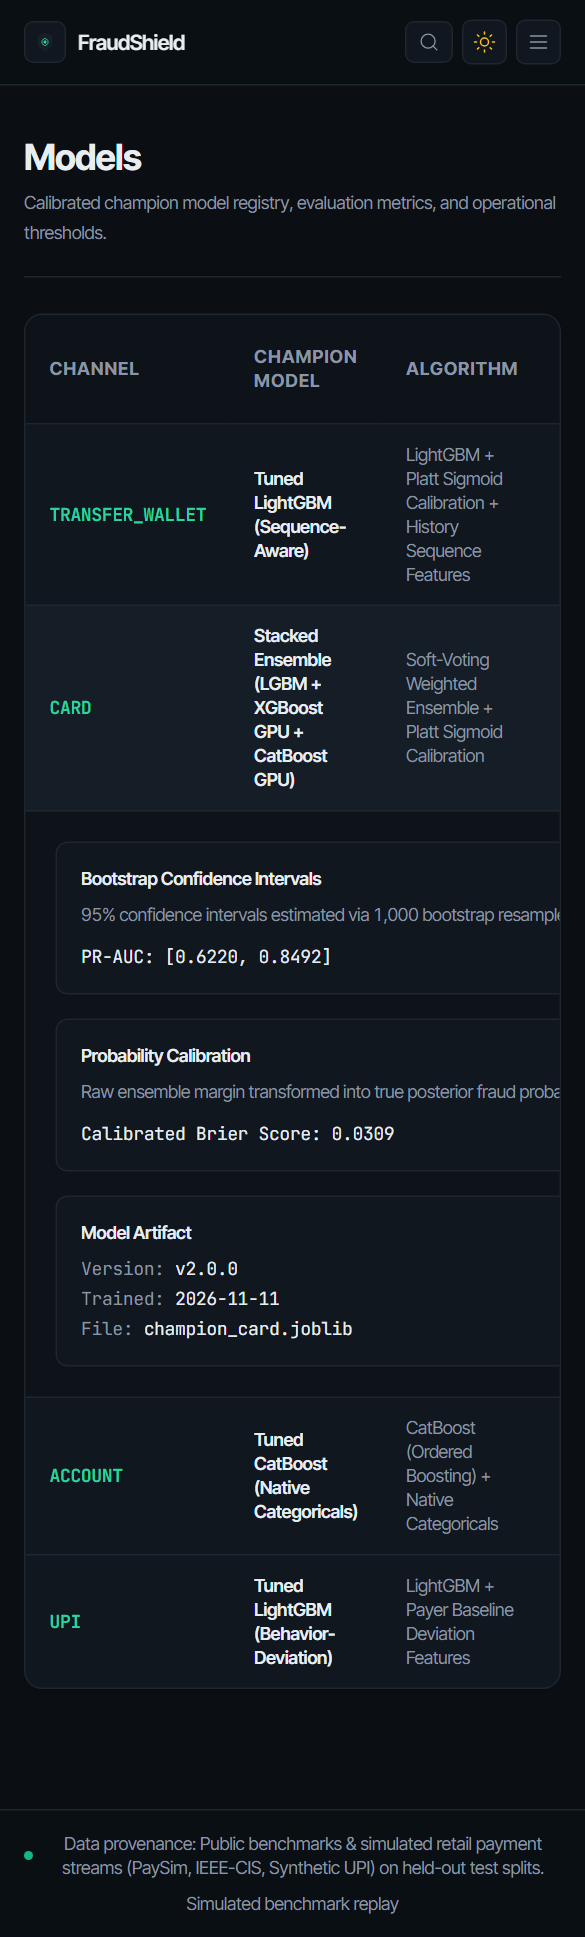 FraudShield
Models
Calibrated champion model registry, evaluation metrics, and operational
thresholds.
CHANNEL
CHAMPION
MODEL
ALGORITHM
TRANSFER_WALLET
Tuned
LightGBM
(Sequence-
Aware)
LightGBM +
Platt Sigmoid
Calibration +
History
Sequence
Features
CARD
Stacked
Ensemble
(LGBM +
XGBoost
GPU +
CatBoost
GPU)
Soft-Voting
Weighted
Ensemble +
Platt Sigmoid
Calibration
Bootstrap Confidence Intervals
95% confidence intervals estimated via 1,000 bootstrap resample
PR-AUC: [0.6220, 0.8492]
Probability Calibration
Raw ensemble margin transformed into true posterior fraud proba
Calibrated Brier Score: 0.0309
Model Artifact
Version: v2.0.0
Trained: 2026-11-11
File: champion_card.joblib
ACCOUNT
Tuned
CatBoost
(Native
Categoricals)
CatBoost
(Ordered
Boosting) +
Native
Categoricals
UPI
Tuned
LightGBM
(Behavior-
Deviation)
LightGBM +
Payer Baseline
Deviation
Features
Data provenance: Public benchmarks & simulated retail payment
streams (PaySim, IEEE-CIS, Synthetic UPI) on held-out test splits.
Simulated benchmark replay